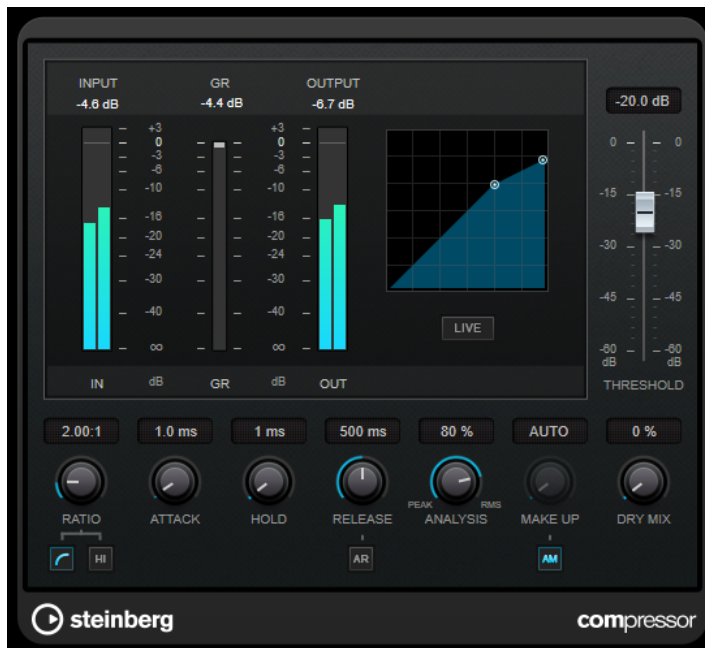 INPUT GR OUTPUT
-4.6 dB -4.4 dB -6.7 dB
-20.0 dB
+3 +3
0 0
-3 -3
-6 -6
-10 -10
-16 -16
-20 -20
-24 -24
-30 -30
-40 -40
∞ ∞
IN dB GR dB OUT
LIVE
0 0
-15 -15
-30 -30
-45 -45
-60 -60
dB dB
THRESHOLD
2.00:1 1.0 ms 1 ms 500 ms 80 % AUTO 0 %
PEAK RMS
RATIO ATTACK HOLD RELEASE ANALYSIS MAKE UP DRY MIX
HI AR AM
steinberg compressor